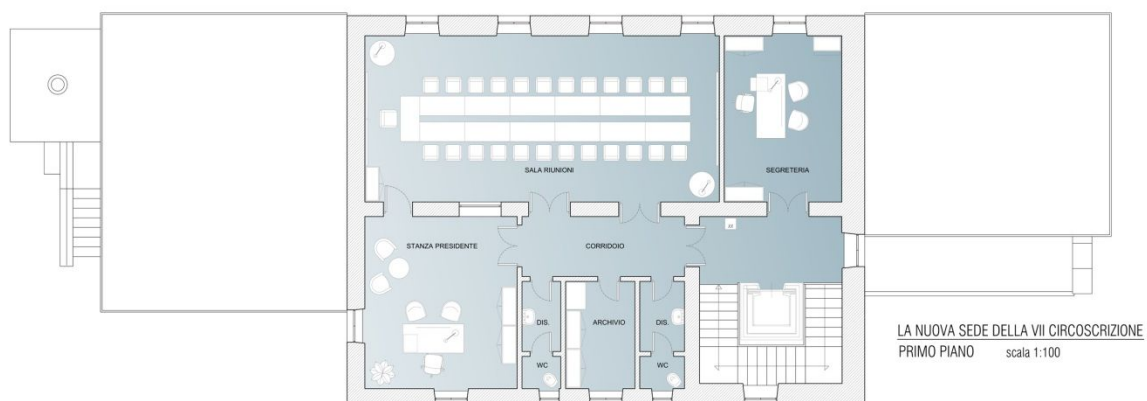 SALA RIUNIONI
SEGRETERIA
STANZA PRESIDENTE
CORRIDOIO
DIS.
ARCHIVIO
DIS.
WC
WC
LA NUOVA SEDE DELLA VII CIRCOSCRIZIONE
PRIMO PIANO scala 1:100